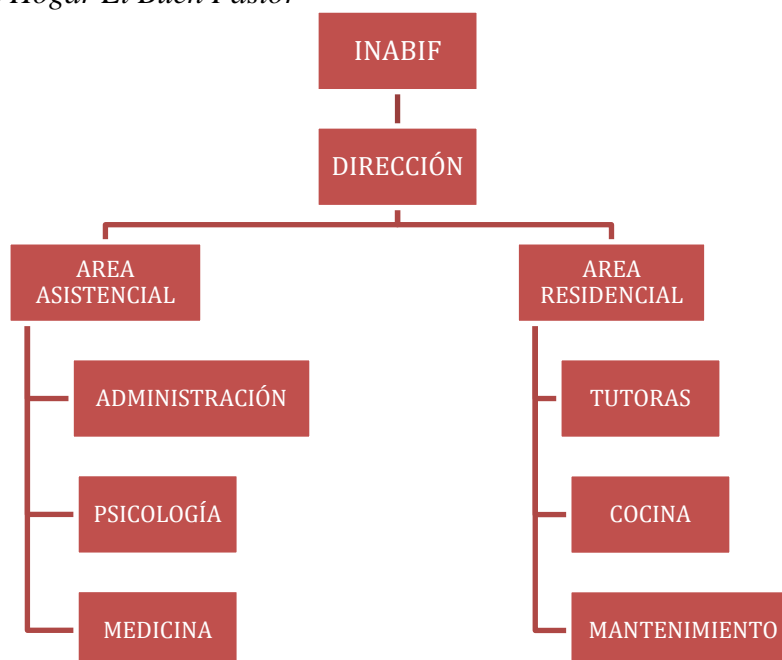 Hogar El Buen Pastor
INABIF
DIRECCIÓN
AREA
ASISTENCIAL
ADMINISTRACIÓN
PSICOLOGÍA
MEDICINA
AREA
RESIDENCIAL
TUTORAS
COCINA
MANTENIMIENTO